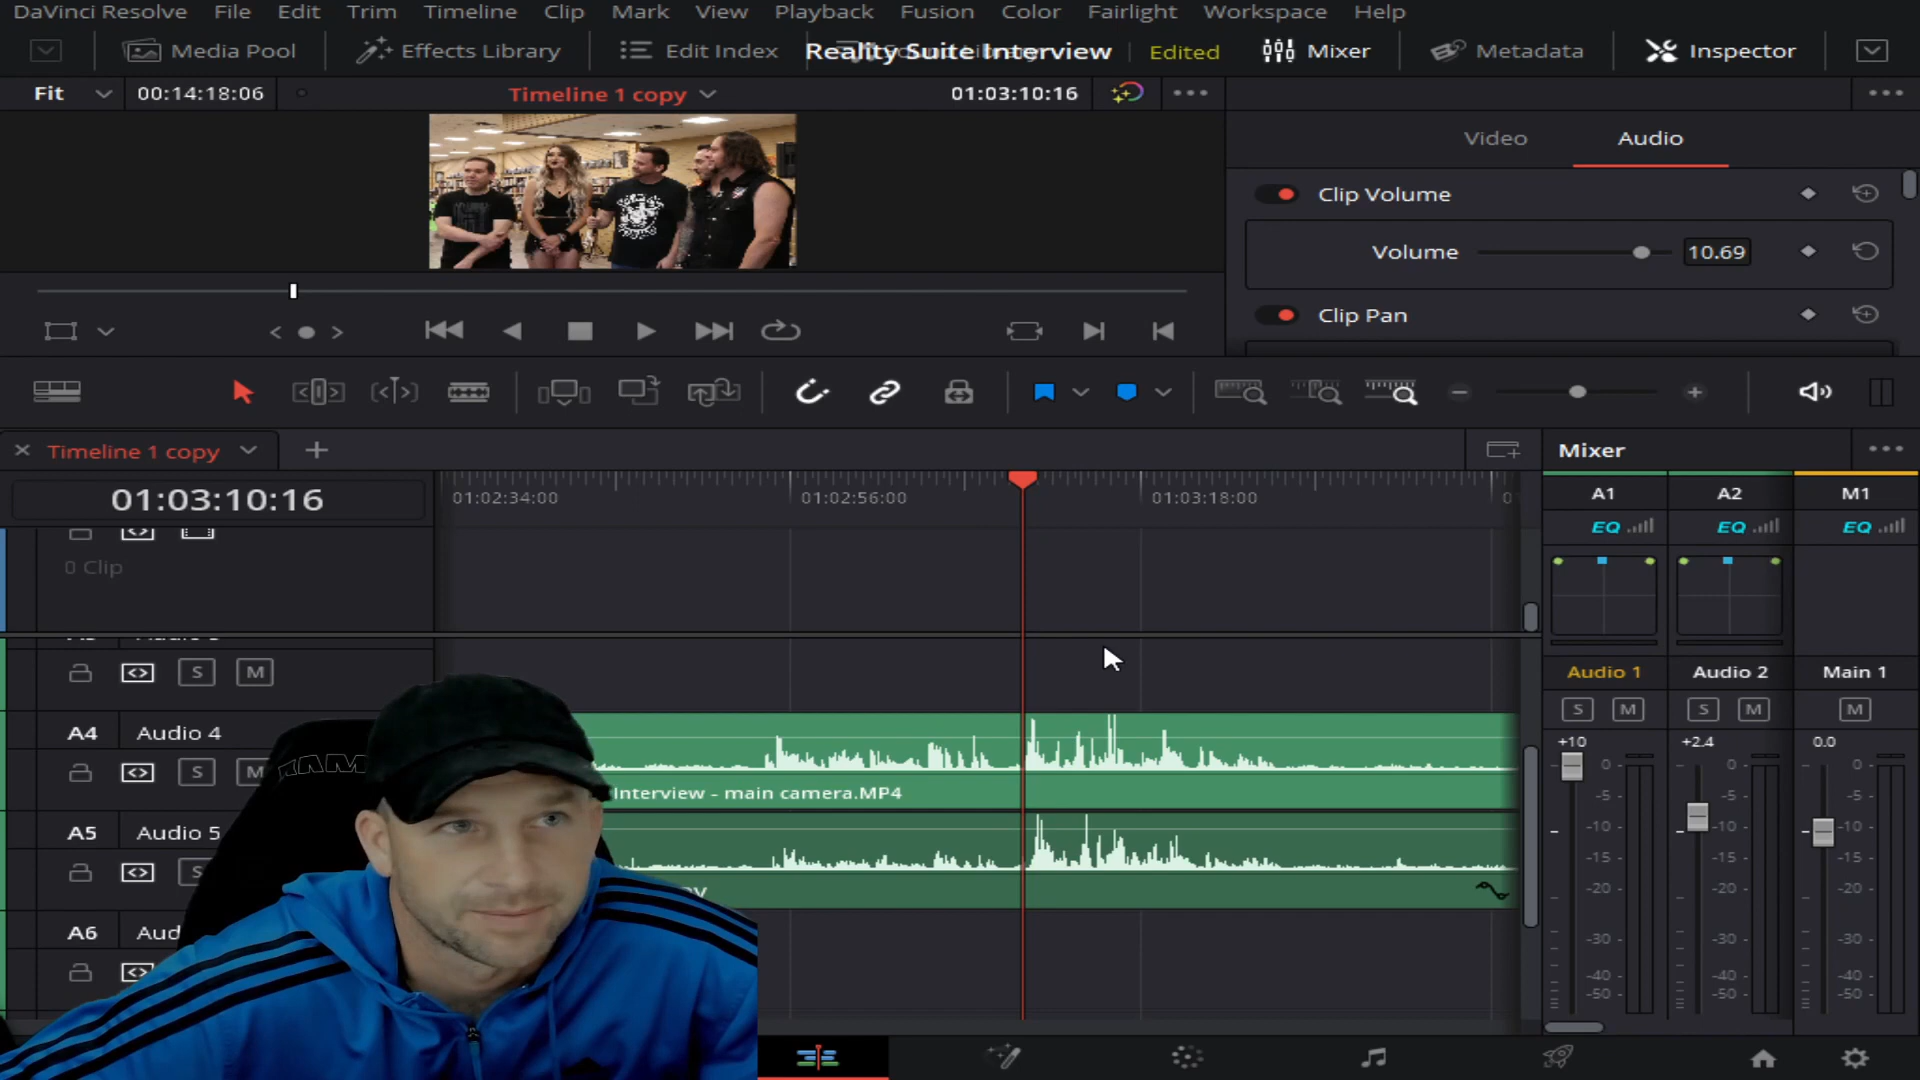 DaVinci Resolve File Edit Trim Timeline Clip Mark View Playback Fusion Color Fairlight Workspace Help
Media Pool Effects Library Edit Index Reality Suite Interview Edited Mixer Metadata Inspector
Fit 00:14:18:06 Timeline 1 copy 01:03:10:16
Video Audio
Clip Volume
Volume 10.69
Clip Pan
Timeline 1 copy
Mixer
01:03:10:16
01:02:34:00 01:02:56:00 01:03:18:00
A1 A2 M1
EQ EQ EQ
0 Clip
S M
Audio 1 Audio 2 Main 1
S M S M M
A4 Audio 4
S M
+10 +2.4 0.0
0 0 0
-5 -5 -5
-10 -10 -10
-15 -15 -15
-20 -20 -20
-30 -30 -30
-40 -40 -40
-50 -50 -50
Interview - main camera.MP4
A5 Audio 5
S
A6